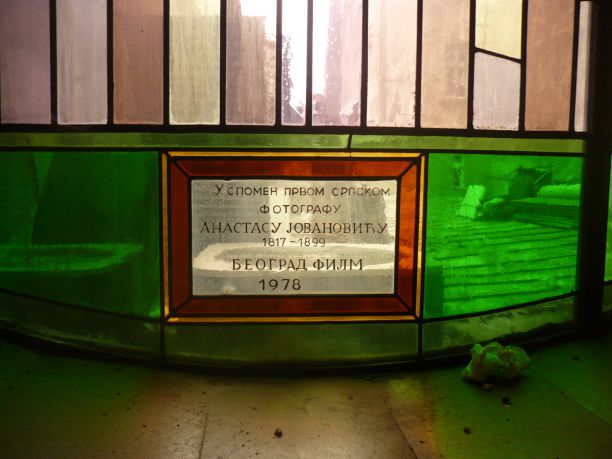 У СПОМЕН ПРВОМ СРПСКОМ
ФОТОГРАФУ
АНАСТАСУ ЈОВАНОВИЋУ
1817-1899
БЕОГРАД ФИЛМ
1978